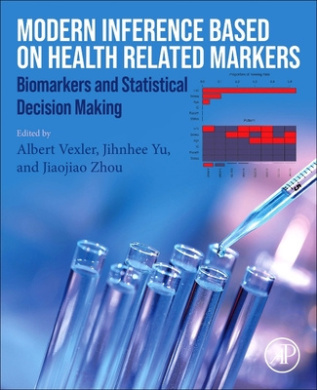 MODERN INFERENCE BASED
ON HEALTH RELATED MARKERS
Biomarkers and Statistical
Decision Making
Edited by
Albert Vexler, Jihnhee Yu,
and Jiaojiao Zhou